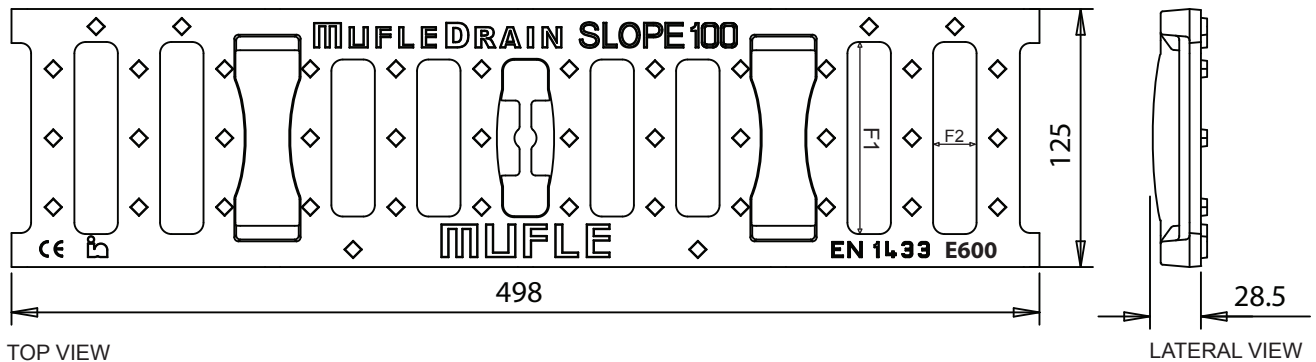 MUFLEDRAIN SLOPE100
F1
F2
125
MUFLE
CE
EN 1433 E600
498
28.5
TOP VIEW
LATERAL VIEW